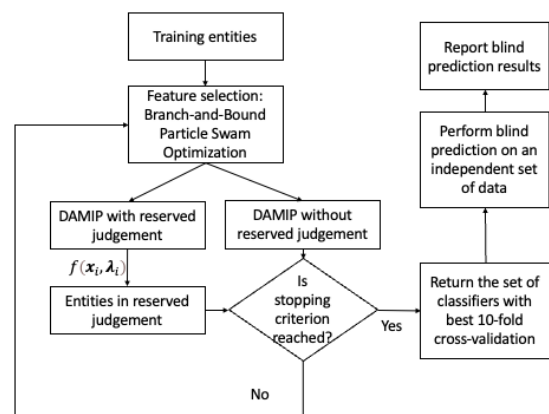 Training entities
Feature selection:
Branch-and-Bound
Particle Swam
Optimization
DAMIP with reserved
judgement
DAMIP without
reserved judgement
f(xᵢ, λᵢ)
Entities in reserved
judgement
Is
stopping
criterion
reached?
Yes
No
Return the set of
classifiers with
best 10-fold
cross-validation
Perform blind
prediction on an
independent set
of data
Report blind
prediction results